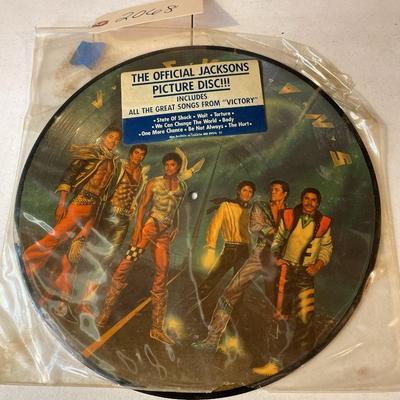 2068
THE OFFICIAL JACKSONS
PICTURE DISC!!!
INCLUDES
ALL THE GREAT SONGS FROM "VICTORY"
• State Of Shock • Wait • Torture •
• We Can Change The World • Body
• One More Chance • Be Not Always • The Hurt •